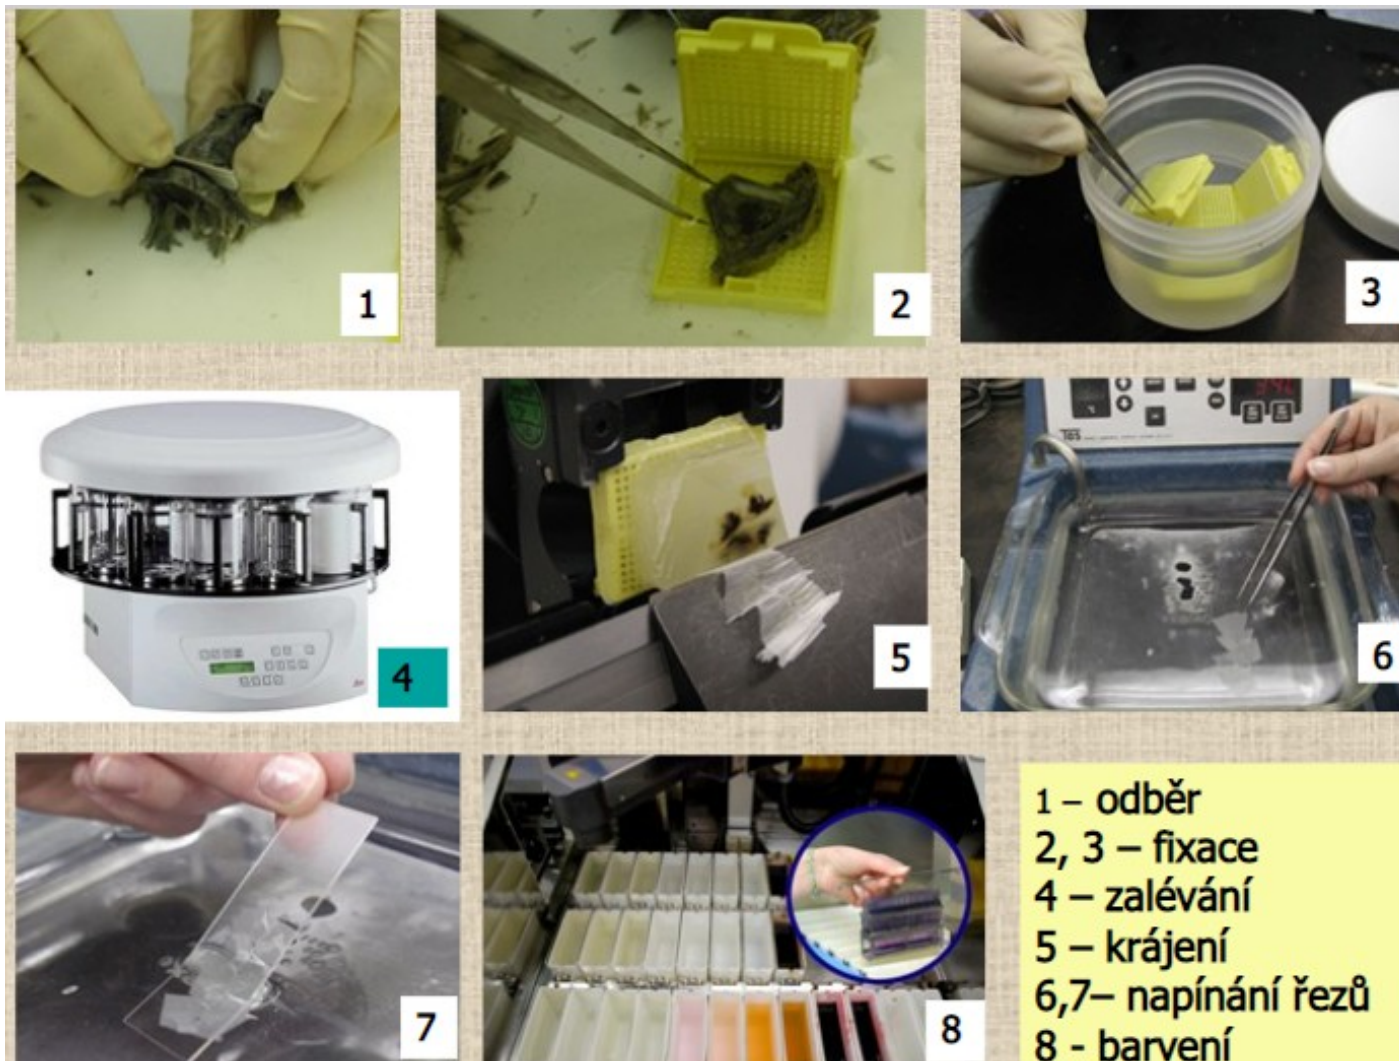 1
2
3
4
5
6
7
8
1 – odběr
2, 3 – fixace
4 – zalévání
5 – krájení
6,7– napínání řezů
8 - barvení